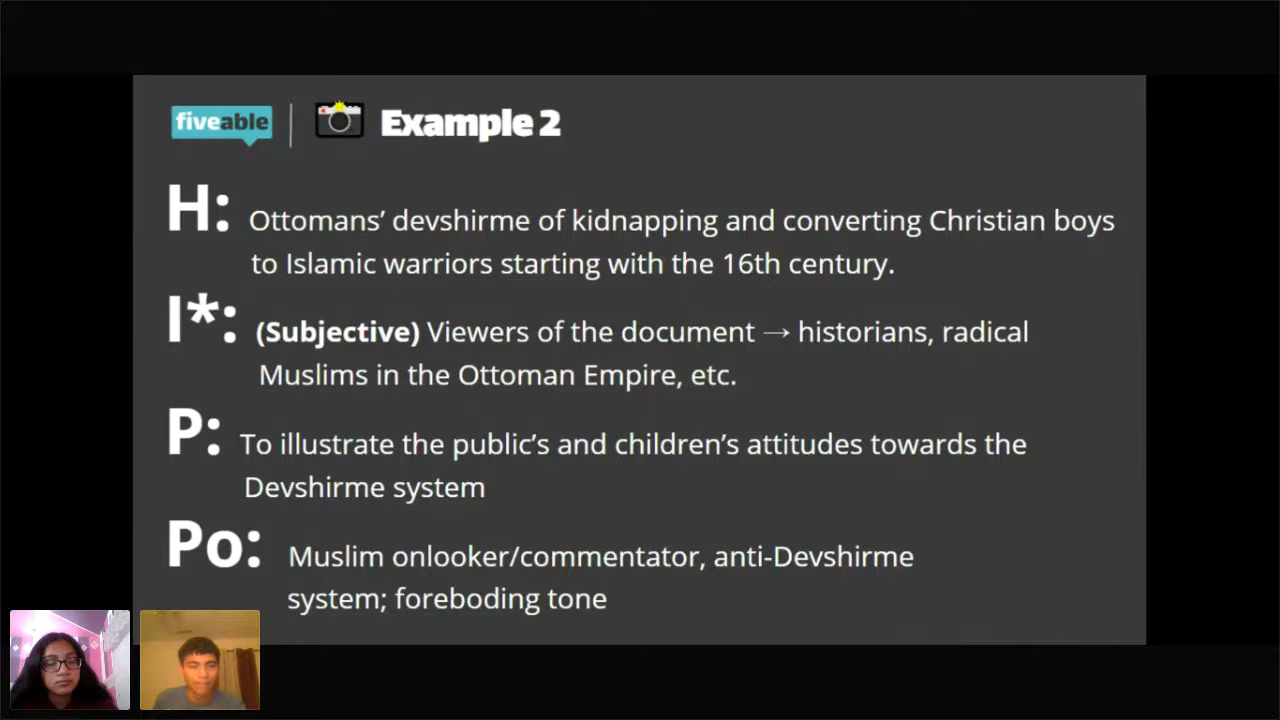 fiveable Example 2
H: Ottomans’ devshirme of kidnapping and converting Christian boys
to Islamic warriors starting with the 16th century.
I*: (Subjective) Viewers of the document → historians, radical
Muslims in the Ottoman Empire, etc.
P: To illustrate the public’s and children’s attitudes towards the
Devshirme system
Po: Muslim onlooker/commentator, anti-Devshirme
system; foreboding tone